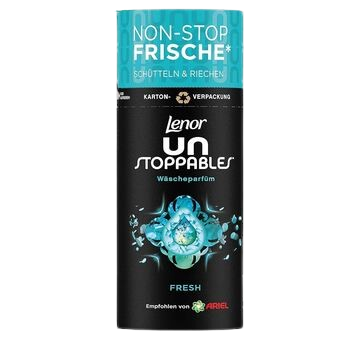 NON-STOP
FRISCHE*
SCHÜTTELN & RIECHEN
KARTON- VERPACKUNG
Lenor
UN
STOPPABLES
Wäscheparfüm
FRESH
Empfohlen von ARIEL